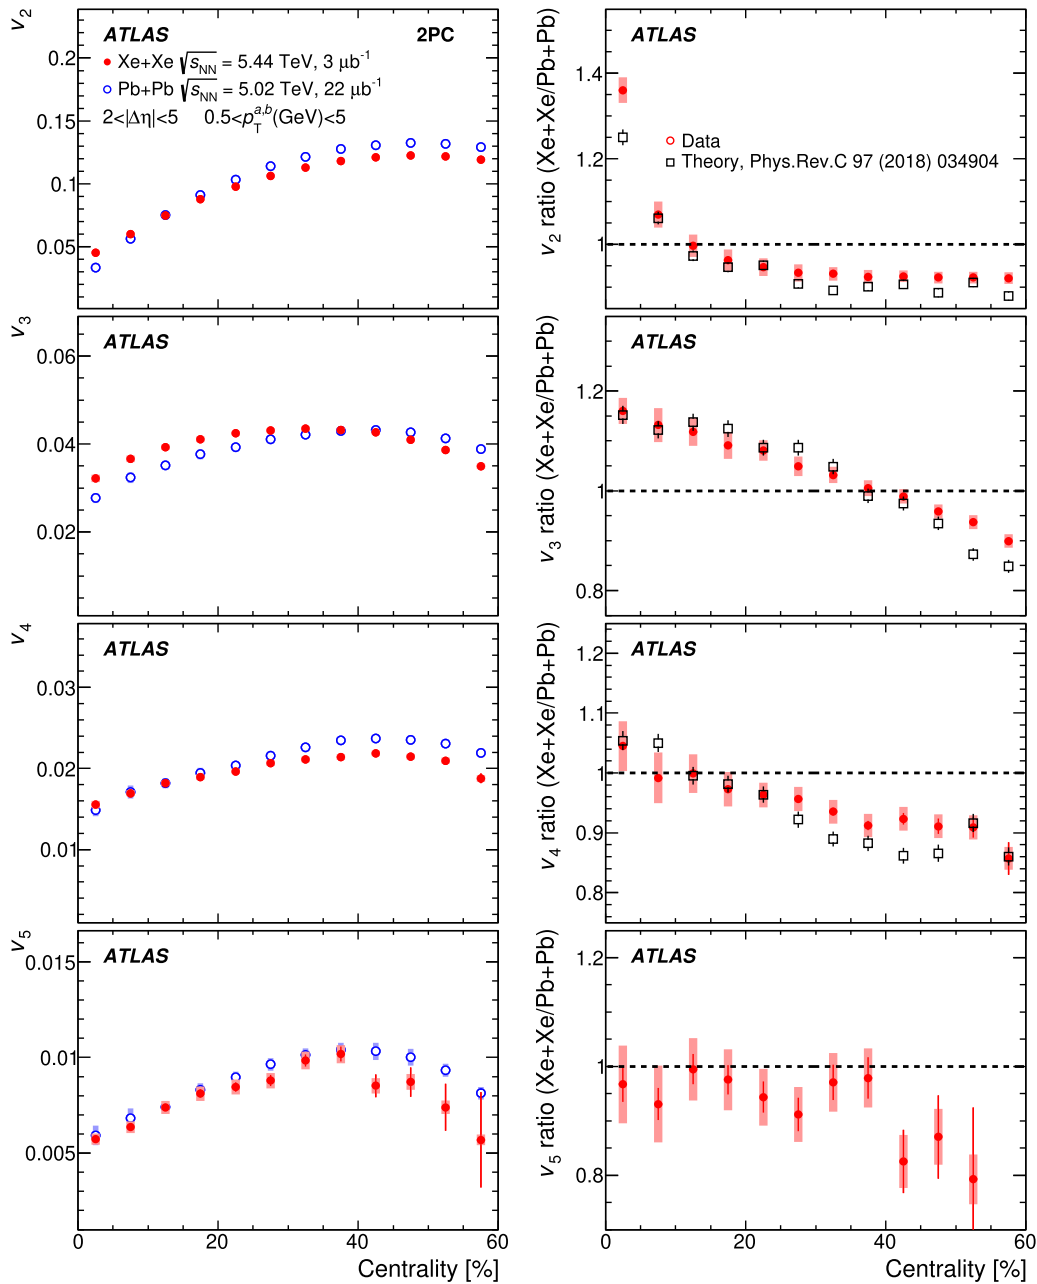 v2
ATLAS 2PC
Xe+Xe √sNN = 5.44 TeV, 3 μb-1
Pb+Pb √sNN = 5.02 TeV, 22 μb-1
2<|Δη|<5 0.5<pTa,b(GeV)<5
0.2
0.15
0.1
0.05
v2 ratio (Xe+Xe/Pb+Pb)
ATLAS
1.4
1.2
1
Data
Theory, Phys.Rev.C 97 (2018) 034904
v3
ATLAS
0.06
0.04
0.02
v3 ratio (Xe+Xe/Pb+Pb)
ATLAS
1.2
1
0.8
v4
ATLAS
0.03
0.02
0.01
v4 ratio (Xe+Xe/Pb+Pb)
ATLAS
1.2
1.1
1
0.9
0.8
v5
ATLAS
0.015
0.010
0.005
0 20 40 60
Centrality [%]
v5 ratio (Xe+Xe/Pb+Pb)
ATLAS
1.2
1
0.8
0 20 40 60
Centrality [%]